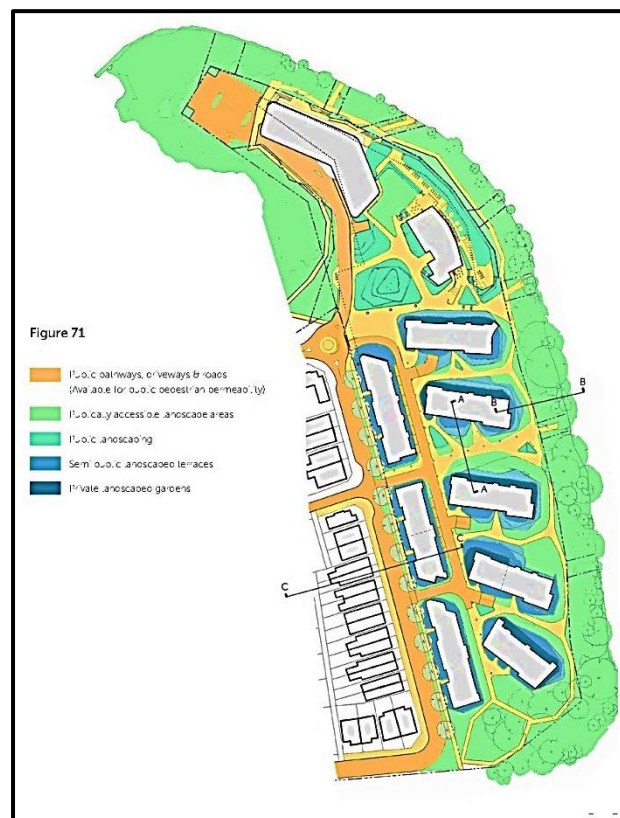 Figure 71
Public pathways, driveways & roads
(Available for public pedestrian permeability)
Publically accessible landscape areas
Public landscaping
Semi public landscaped terraces
Private landscaped gardens
B
B
A
A
C
C